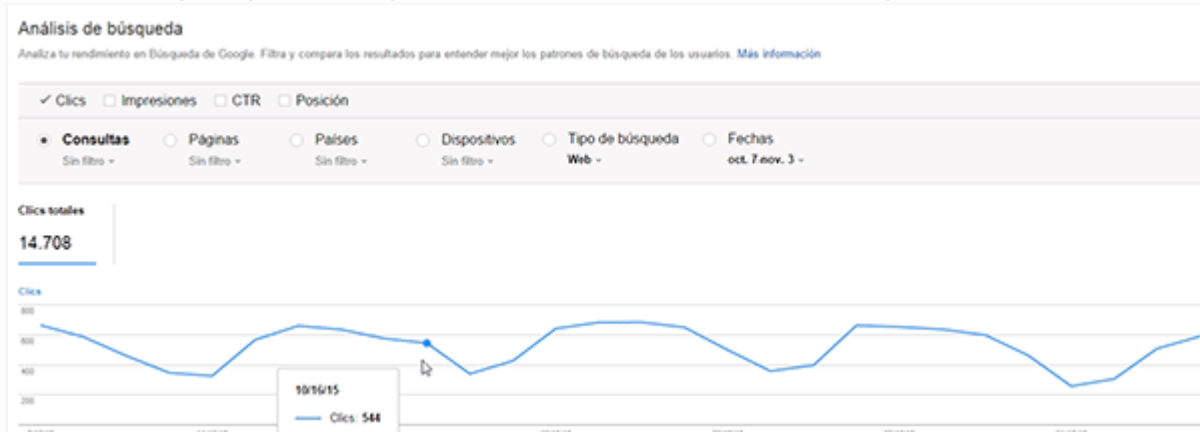 Análisis de búsqueda
Analiza tu rendimiento en Búsqueda de Google. Filtra y compara los resultados para entender mejor los patrones de búsqueda de los usuarios. Más información
Clics Impresiones CTR Posición
Consultas Páginas Países Dispositivos Tipo de búsqueda Fechas
Sin filtro Sin filtro Sin filtro Sin filtro Web oct. 7-nov. 3
Clics totales
14.708
Clics
800
600
400
200
10/16/15
Clics: 544